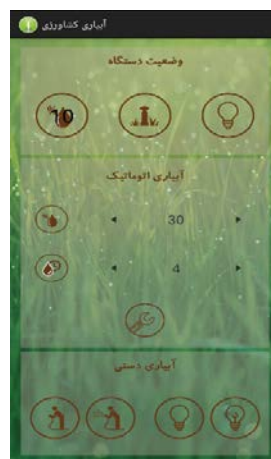 آبیاری کشاورزی
وضعیت دستگاه
10
آبیاری اتوماتیک
30
4
آبیاری دستی